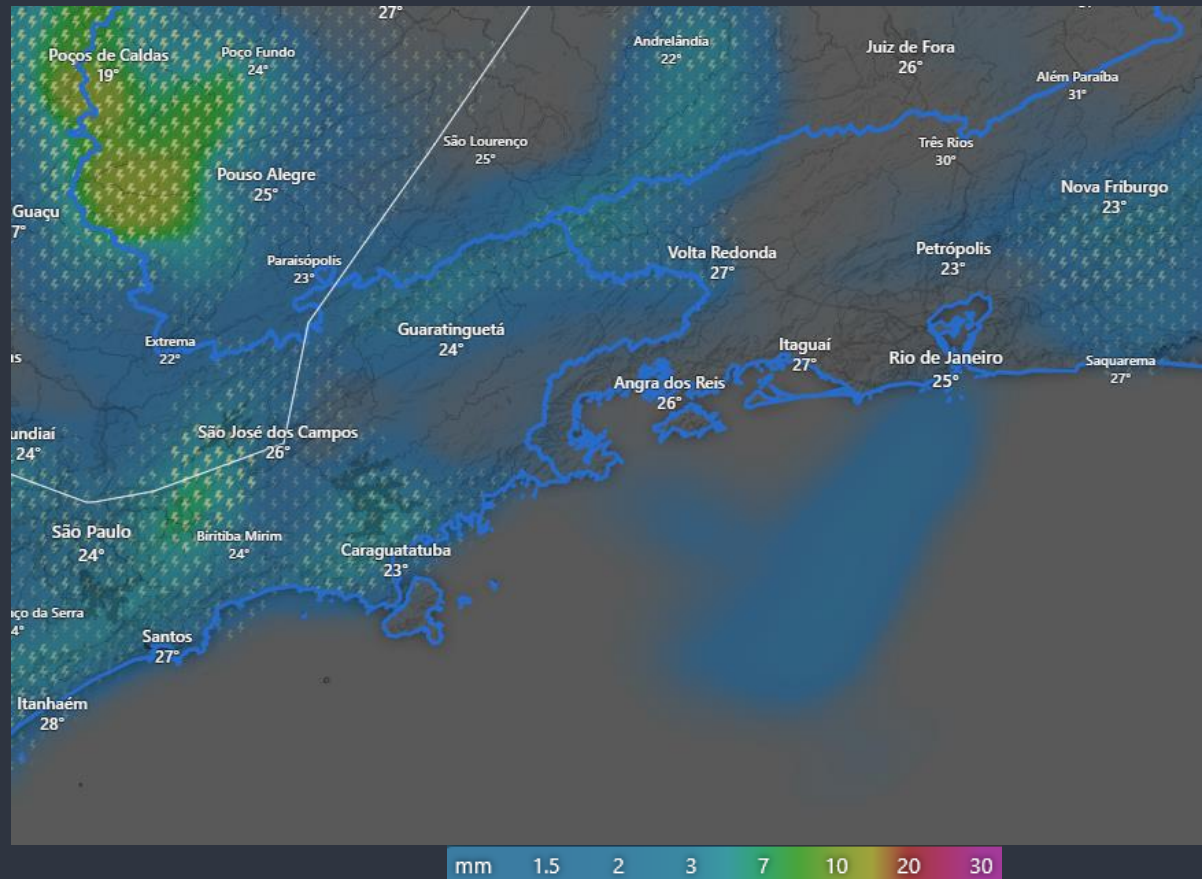 27°
Poços de Caldas
19°
Poço Fundo
24°
Andrelândia
22°
Juiz de Fora
26°
Além Paraíba
31°
São Lourenço
25°
Três Rios
30°
Pouso Alegre
25°
Nova Friburgo
23°
Guaçu
7°
Paraisópolis
23°
Volta Redonda
27°
Petrópolis
23°
Extrema
22°
Guaratinguetá
24°
Itaguaí
27°
Rio de Janeiro
25°
Saquarema
27°
as
Angra dos Reis
26°
undiaí
24°
São José dos Campos
26°
São Paulo
24°
Biritiba Mirim
24°
Caraguatatuba
23°
ço da Serra
4°
Santos
27°
Itanhaém
28°
mm 1.5 2 3 7 10 20 30